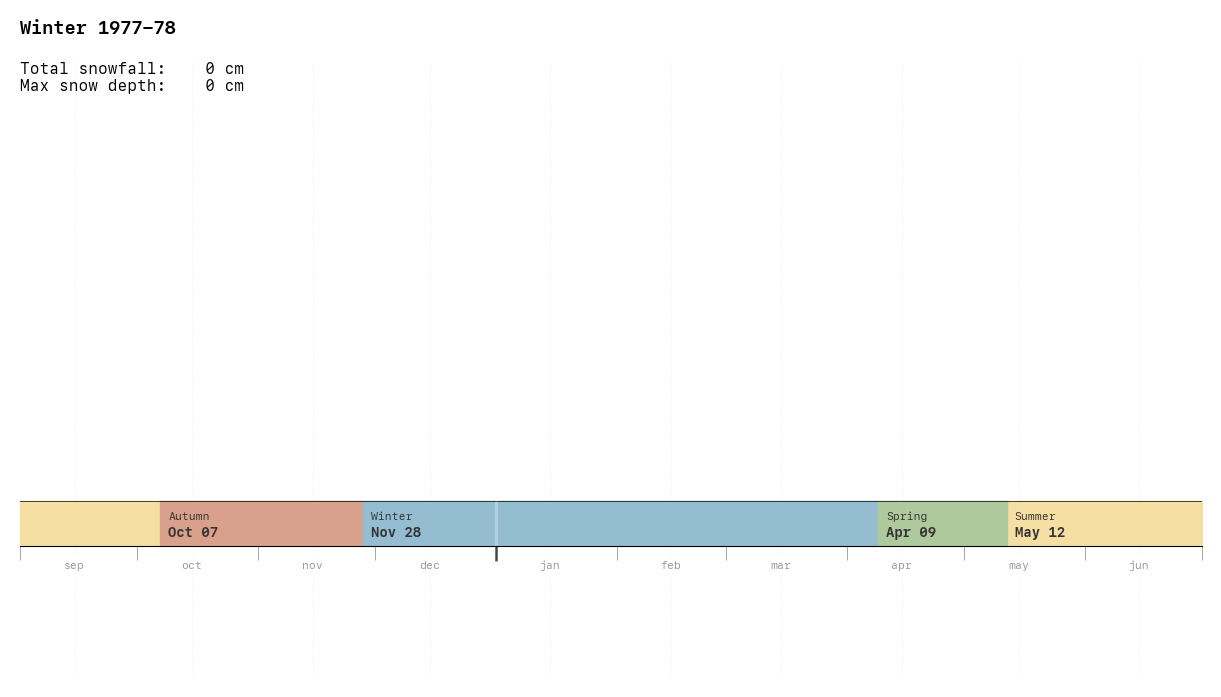 Winter 1977–78
Total snowfall: 0 cm
Max snow depth: 0 cm
Autumn Winter Spring Summer
Oct 07 Nov 28 Apr 09 May 12
sep oct nov dec jan feb mar apr may jun